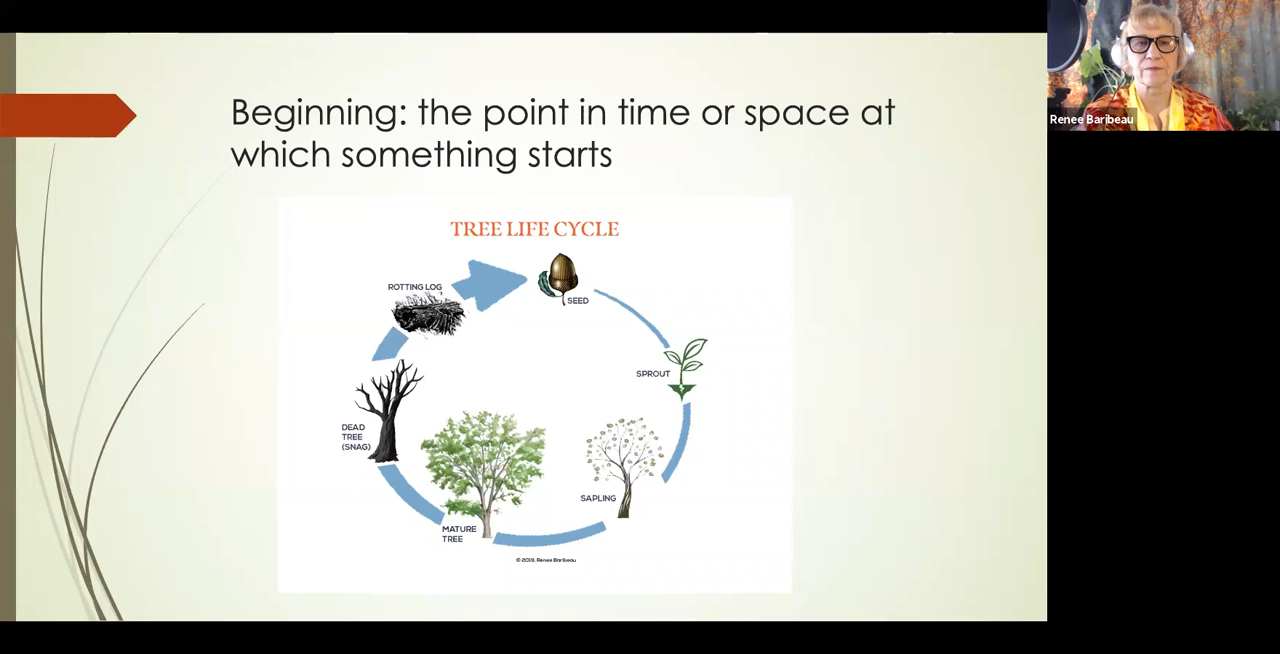 Beginning: the point in time or space at
which something starts
TREE LIFE CYCLE
SEED
SPROUT
SAPLING
MATURE
TREE
DEAD
TREE
(SNAG)
ROTTING LOG
© 2019, Renee Baribeau
Renee Baribeau